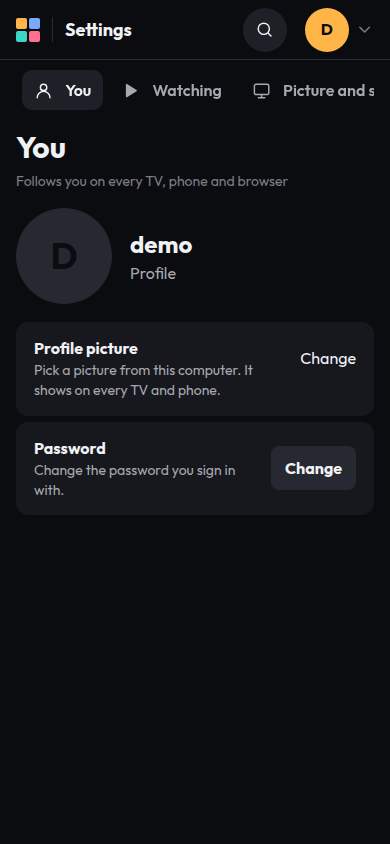 Settings
D
You
Watching
Picture and s
You
Follows you on every TV, phone and browser
D
demo
Profile
Profile picture
Pick a picture from this computer. It
shows on every TV and phone.
Change
Password
Change the password you sign in
with.
Change